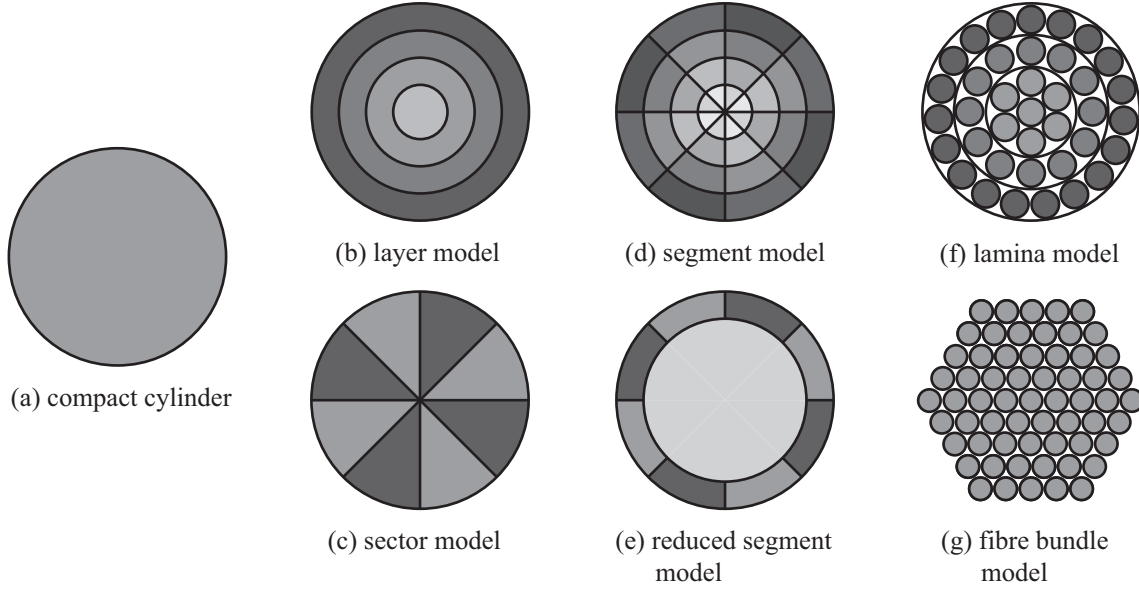 (a) compact cylinder
(b) layer model
(c) sector model
(d) segment model
(e) reduced segment
model
(f) lamina model
(g) fibre bundle
model